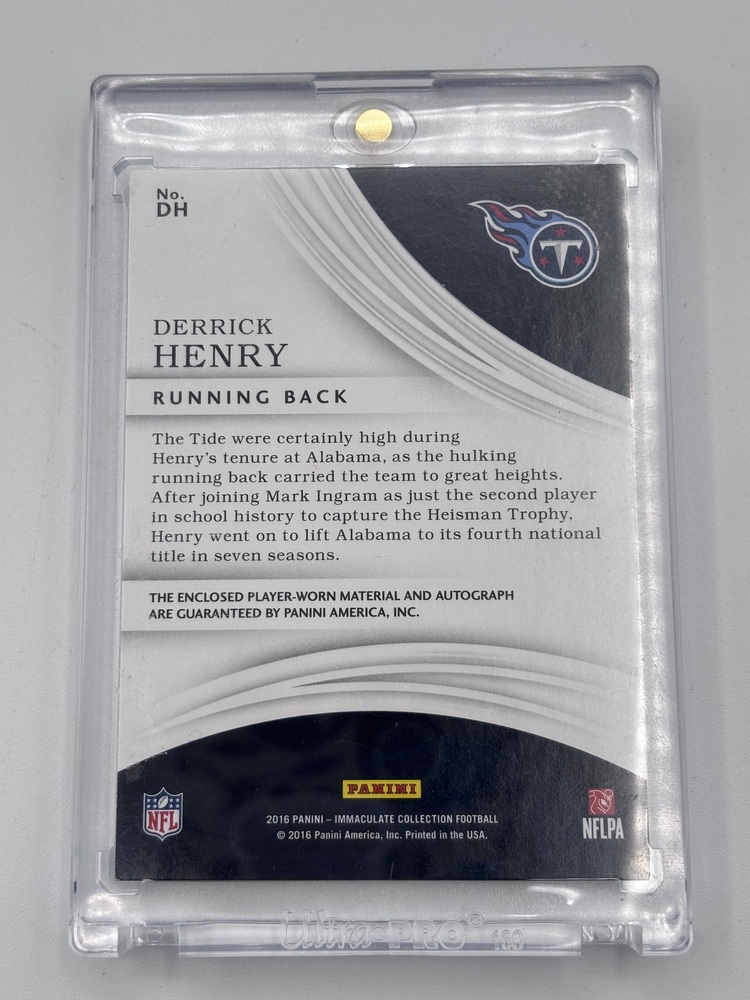 No.
DH
T
DERRICK
HENRY
RUNNING BACK
The Tide were certainly high during
Henry's tenure at Alabama, as the hulking
running back carried the team to great heights.
After joining Mark Ingram as just the second player
in school history to capture the Heisman Trophy,
Henry went on to lift Alabama to its fourth national
title in seven seasons.
THE ENCLOSED PLAYER-WORN MATERIAL AND AUTOGRAPH
ARE GUARANTEED BY PANINI AMERICA, INC.
PANINI
NFL
2016 PANINI – IMMACULATE COLLECTION FOOTBALL
© 2016 Panini America, Inc. Printed in the USA.
NFLPA
Ultra·PRO®